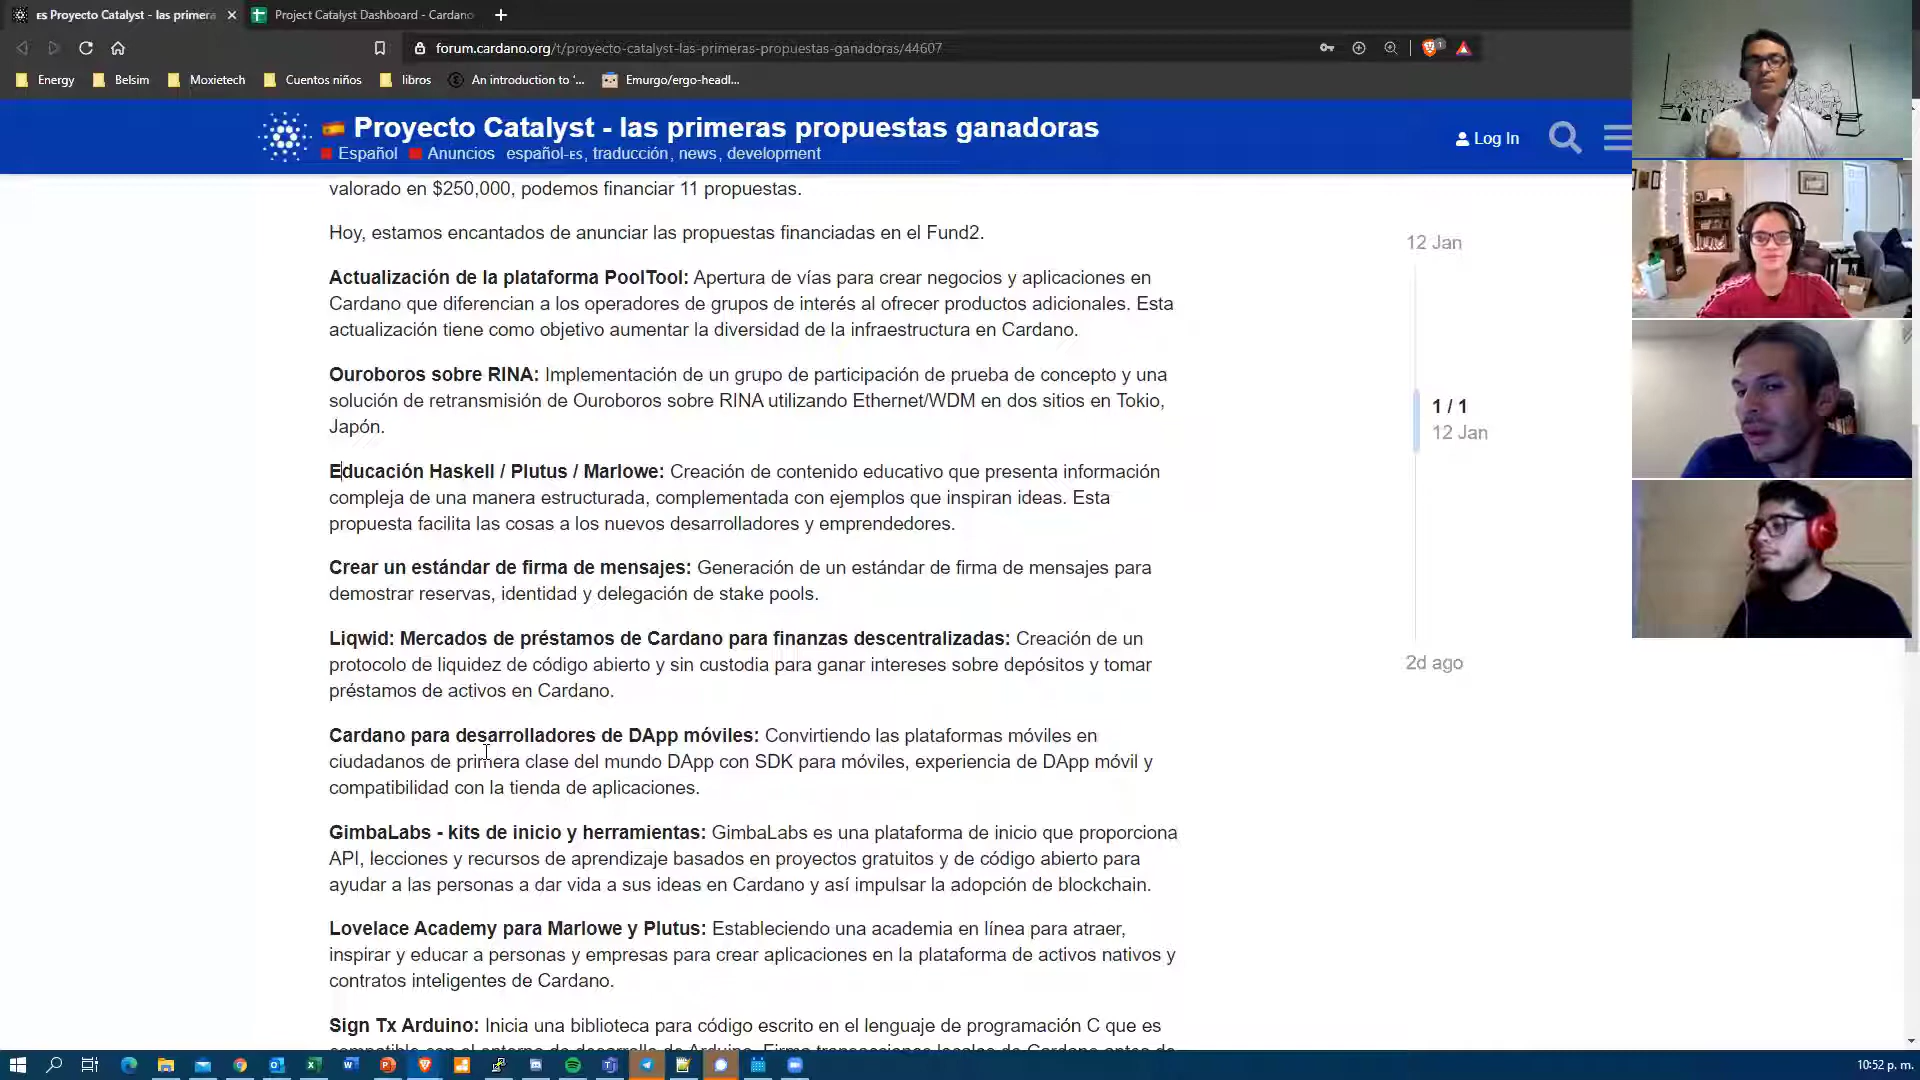 ES Proyecto Catalyst - las primera
Project Catalyst Dashboard - Cardano
forum.cardano.org/t/proyecto-catalyst-las-primeras-propuestas-ganadoras/44607
Energy Belsim Moxietech Cuentos niños libros An introduction to ‘... Emurgo/ergo-headl...
Proyecto Catalyst - las primeras propuestas ganadoras
Español Anuncios español-ES, traducción, news, development
Log In
valorado en $250,000, podemos financiar 11 propuestas.
Hoy, estamos encantados de anunciar las propuestas financiadas en el Fund2.
Actualización de la plataforma PoolTool: Apertura de vías para crear negocios y aplicaciones en
Cardano que diferencian a los operadores de grupos de interés al ofrecer productos adicionales. Esta
actualización tiene como objetivo aumentar la diversidad de la infraestructura en Cardano.
Ouroboros sobre RINA: Implementación de un grupo de participación de prueba de concepto y una
solución de retransmisión de Ouroboros sobre RINA utilizando Ethernet/WDM en dos sitios en Tokio,
Japón.
Educación Haskell / Plutus / Marlowe: Creación de contenido educativo que presenta información
compleja de una manera estructurada, complementada con ejemplos que inspiran ideas. Esta
propuesta facilita las cosas a los nuevos desarrolladores y emprendedores.
Crear un estándar de firma de mensajes: Generación de un estándar de firma de mensajes para
demostrar reservas, identidad y delegación de stake pools.
Liqwid: Mercados de préstamos de Cardano para finanzas descentralizadas: Creación de un
protocolo de liquidez de código abierto y sin custodia para ganar intereses sobre depósitos y tomar
préstamos de activos en Cardano.
Cardano para desarrolladores de DApp móviles: Convirtiendo las plataformas móviles en
ciudadanos de primera clase del mundo DApp con SDK para móviles, experiencia de DApp móvil y
compatibilidad con la tienda de aplicaciones.
GimbaLabs - kits de inicio y herramientas: GimbaLabs es una plataforma de inicio que proporciona
API, lecciones y recursos de aprendizaje basados en proyectos gratuitos y de código abierto para
ayudar a las personas a dar vida a sus ideas en Cardano y así impulsar la adopción de blockchain.
Lovelace Academy para Marlowe y Plutus: Estableciendo una academia en línea para atraer,
inspirar y educar a personas y empresas para crear aplicaciones en la plataforma de activos nativos y
contratos inteligentes de Cardano.
Sign Tx Arduino: Inicia una biblioteca para código escrito en el lenguaje de programación C que es
12 Jan
1 / 1
12 Jan
2d ago
10:52 p. m.